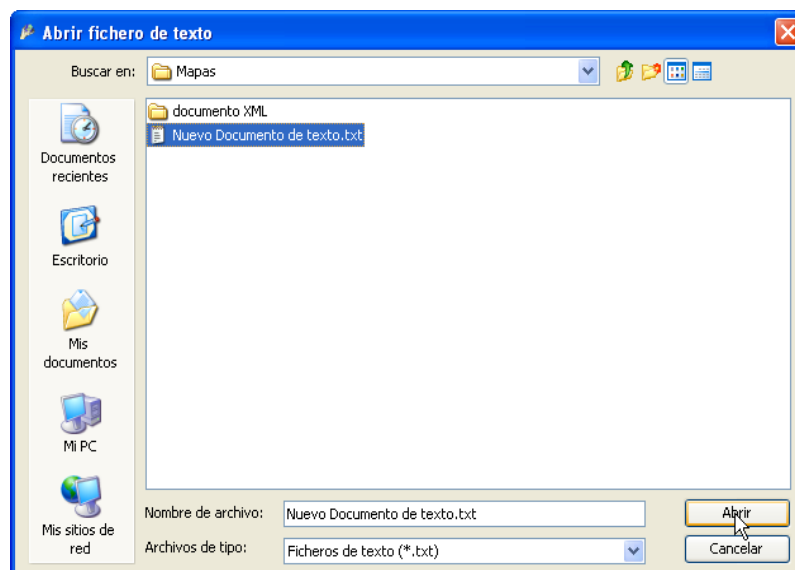 Abrir fichero de texto
Buscar en:
Mapas
documento XML
Nuevo Documento de texto.txt
Documentos
recientes
Escritorio
Mis
documentos
Mi PC
Mis sitios de
red
Nombre de archivo:
Nuevo Documento de texto.txt
Abrir
Archivos de tipo:
Ficheros de texto (*.txt)
Cancelar